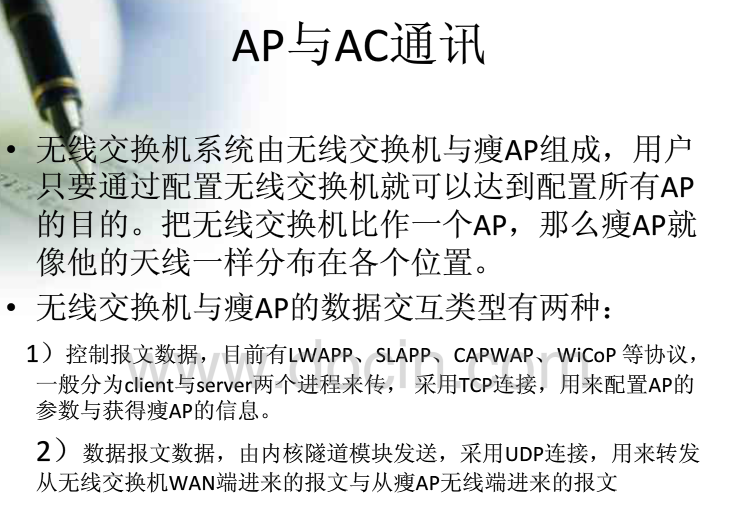 AP与AC通讯
• 无线交换机系统由无线交换机与瘦AP组成，用户
只要通过配置无线交换机就可以达到配置所有AP
的目的。把无线交换机比作一个AP，那么瘦AP就
像他的天线一样分布在各个位置。
• 无线交换机与瘦AP的数据交互类型有两种：
1）控制报文数据，目前有LWAPP、SLAPP、CAPWAP、WiCoP 等协议，
一般分为client与server两个进程来传， 采用TCP连接，用来配置AP的
参数与获得瘦AP的信息。
2）数据报文数据，由内核隧道模块发送，采用UDP连接，用来转发
从无线交换机WAN端进来的报文与从瘦AP无线端进来的报文
www.docin.com